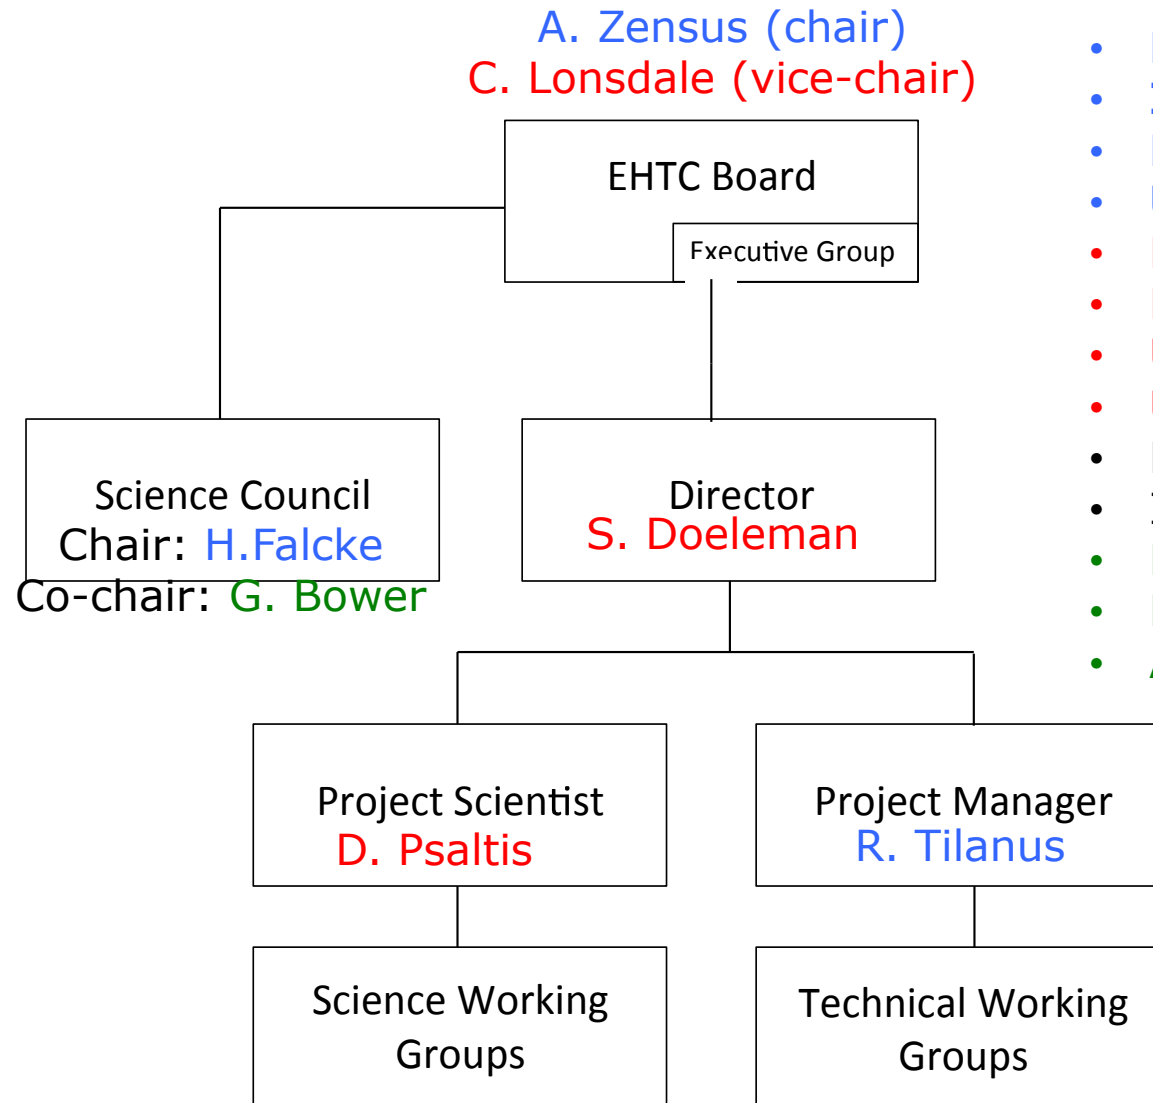 A. Zensus (chair)
C. Lonsdale (vice-chair)
EHTC Board
Executive Group
Science Council
Chair: H.Falcke
Co-chair: G. Bower
Director
S. Doeleman
Project Scientist
D. Psaltis
Project Manager
R. Tilanus
Science Working
Groups
Technical Working
Groups